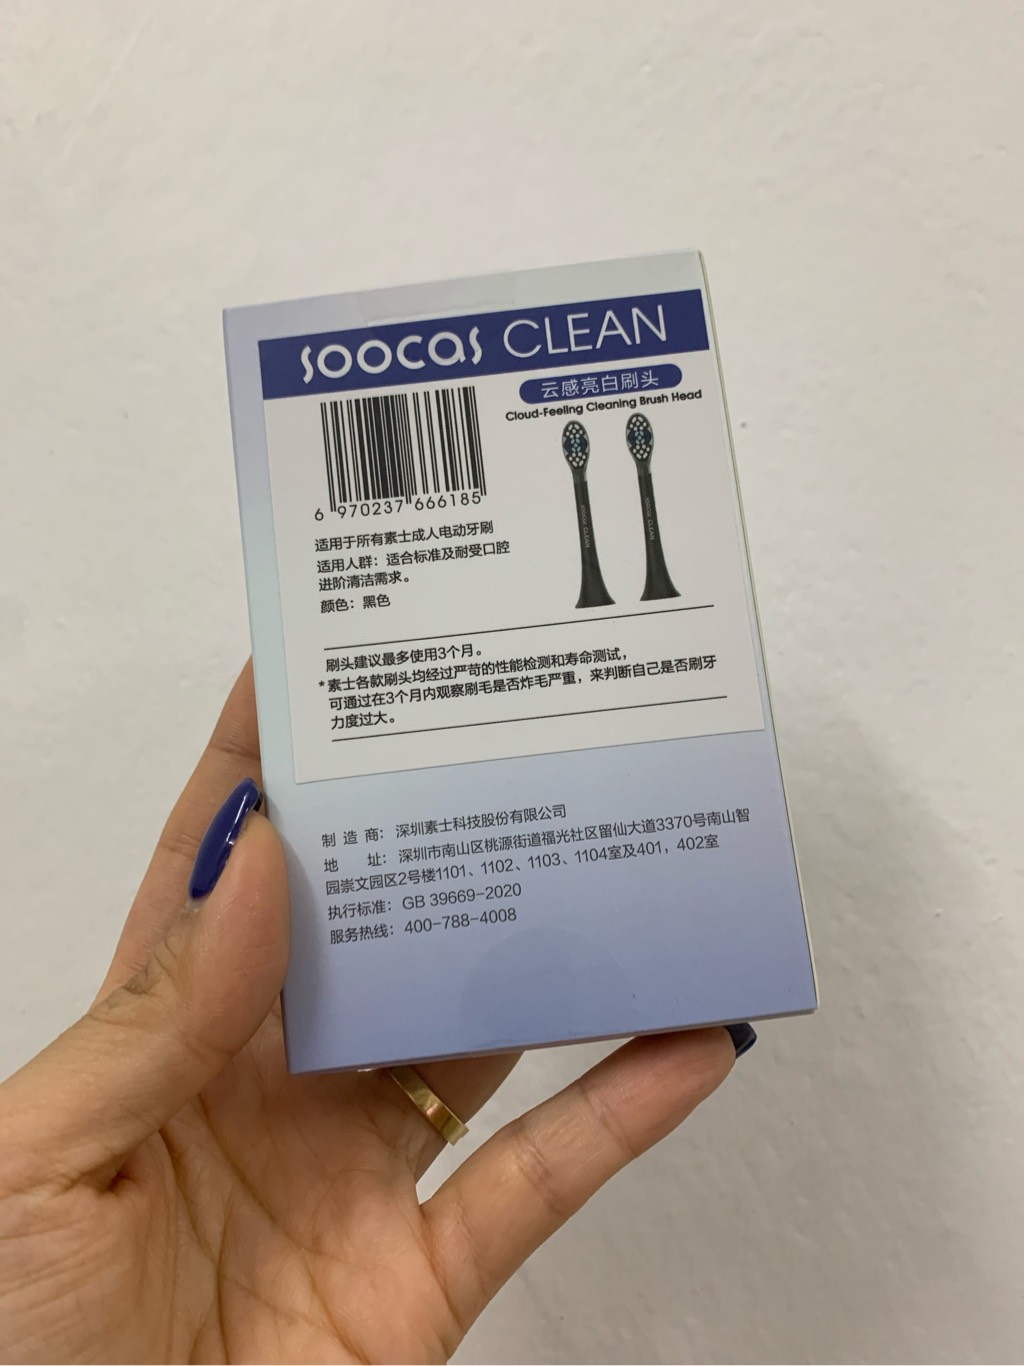 SOOCAS CLEAN
云感亮白刷头
Cloud-Feeling Cleaning Brush Head
6 970237 666185
适用于所有素士成人电动牙刷
适用人群：适合标准及耐受口腔
进阶清洁需求。
颜色：黑色
SOOCAS CLEAN
SOOCAS CLEAN
刷头建议最多使用3个月。
*素士各款刷头均经过严苛的性能检测和寿命测试，
可通过在3个月内观察刷毛是否炸毛严重，来判断自己是否刷牙
力度过大。
制 造 商：深圳素士科技股份有限公司
地 址：深圳市南山区桃源街道福光社区留仙大道3370号南山智
园崇文园区2号楼1101、1102、1103、1104室及401，402室
执行标准：GB 39669-2020
服务热线：400-788-4008